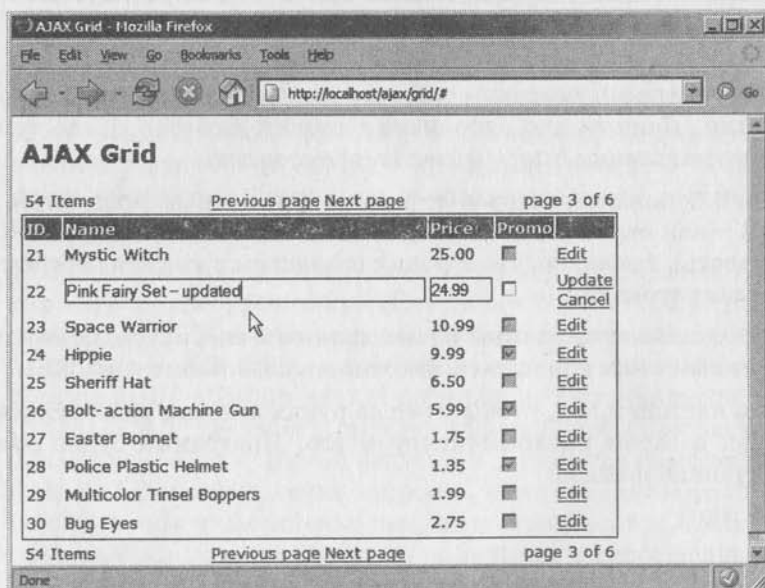 AJAX Grid - Mozilla Firefox
File Edit View Go Bookmarks Tools Help
http://localhost/ajax/grid/# Go
AJAX Grid
54 Items Previous page Next page page 3 of 6
ID Name Price Promo
21 Mystic Witch 25.00 Edit
22 Pink Fairy Set – updated 24.99 Update
Cancel
23 Space Warrior 10.99 Edit
24 Hippie 9.99 Edit
25 Sheriff Hat 6.50 Edit
26 Bolt-action Machine Gun 5.99 Edit
27 Easter Bonnet 1.75 Edit
28 Police Plastic Helmet 1.35 Edit
29 Multicolor Tinsel Boppers 1.99 Edit
30 Bug Eyes 2.75 Edit
54 Items Previous page Next page page 3 of 6
Done